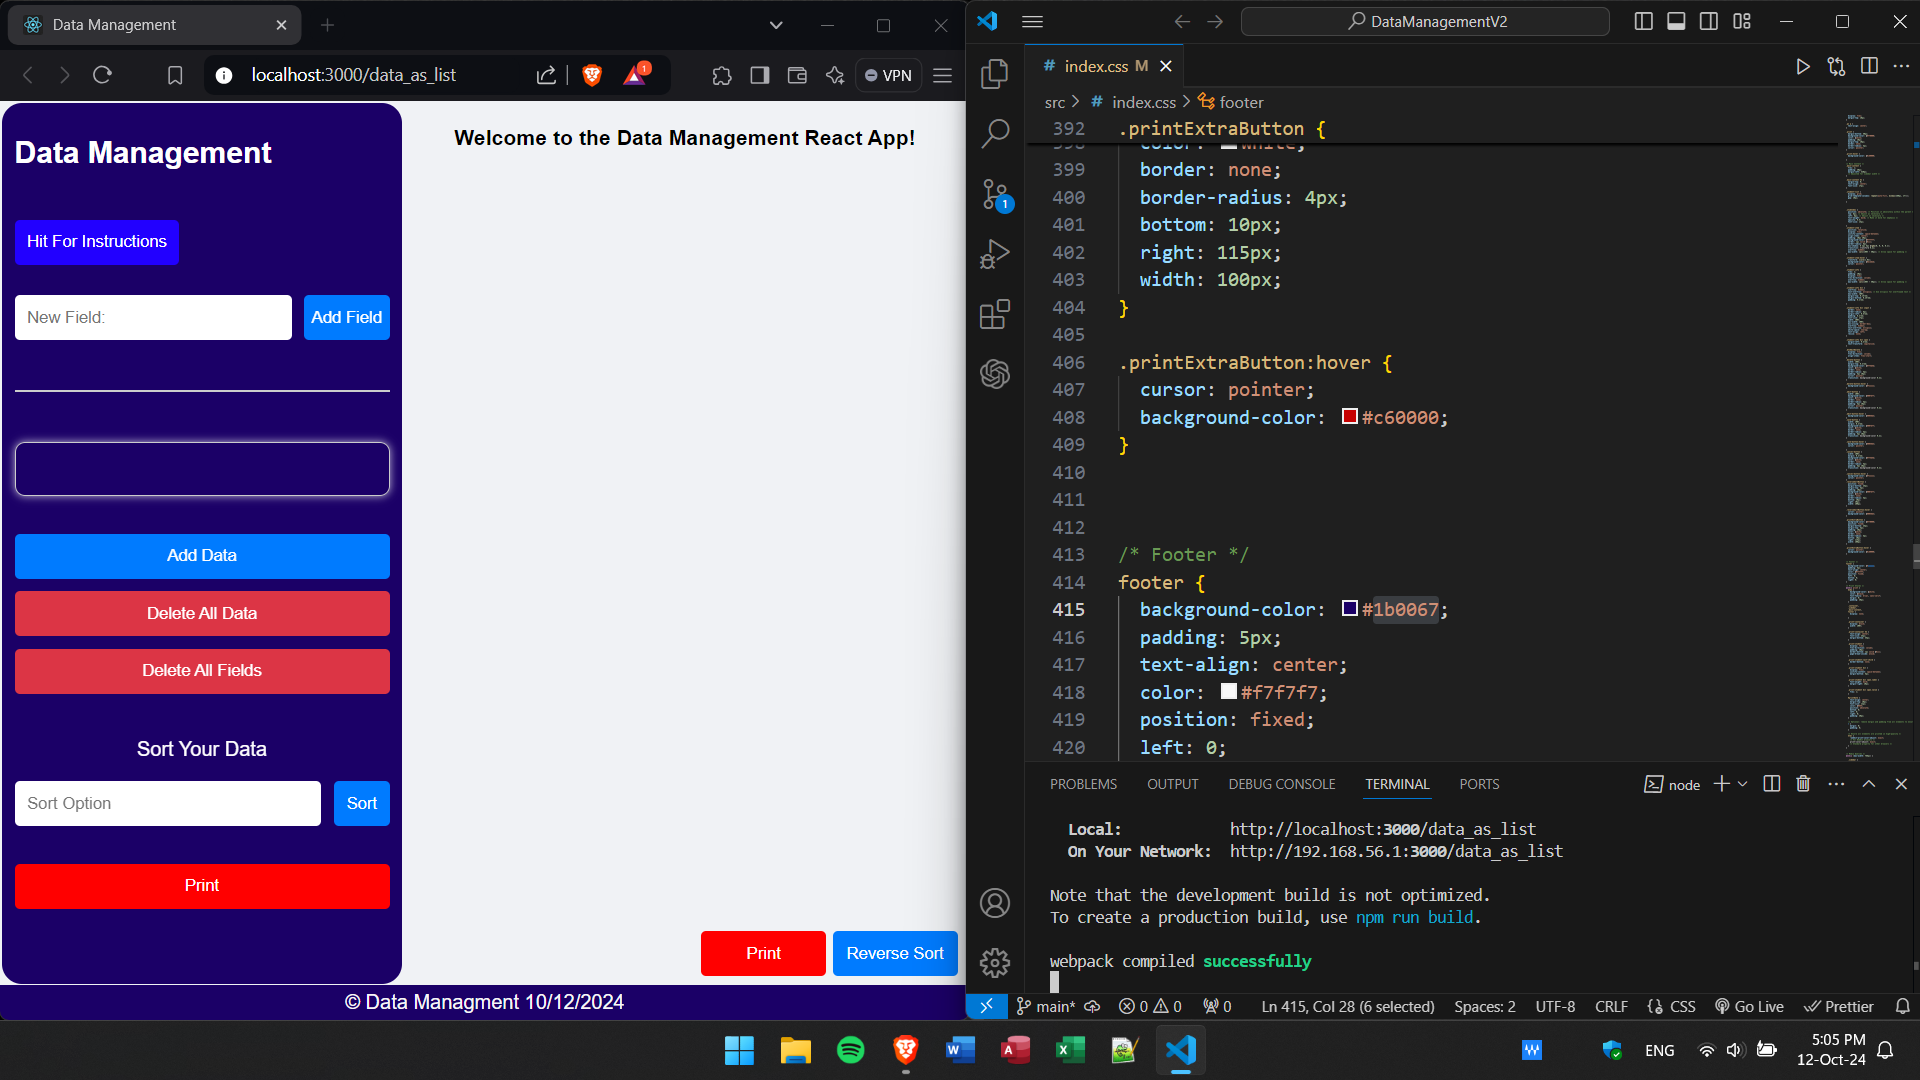 Data Management
localhost:3000/data_as_list
1
VPN
Data Management
Hit For Instructions
New Field:
Add Field
Add Data
Delete All Data
Delete All Fields
Sort Your Data
Sort Option
Sort
Print
Welcome to the Data Management React App!
Print
Reverse Sort
© Data Managment 10/12/2024
DataManagementV2
# index.css M
src > # index.css > footer
1
392 .printExtraButton {
398 color: white;
399 border: none;
400 border-radius: 4px;
401 bottom: 10px;
402 right: 115px;
403 width: 100px;
404 }
405
406 .printExtraButton:hover {
407 cursor: pointer;
408 background-color: #c60000;
409 }
410
411
412
413 /* Footer */
414 footer {
415 background-color: #1b0067;
416 padding: 5px;
417 text-align: center;
418 color: #f7f7f7;
419 position: fixed;
420 left: 0;
PROBLEMS OUTPUT DEBUG CONSOLE TERMINAL PORTS
node
Local: http://localhost:3000/data_as_list
On Your Network: http://192.168.56.1:3000/data_as_list
Note that the development build is not optimized.
To create a production build, use npm run build.
webpack compiled successfully
main* 0 0 0 Ln 415, Col 28 (6 selected) Spaces: 2 UTF-8 CRLF {} CSS Go Live Prettier
W A X
ENG
5:05 PM
12-Oct-24